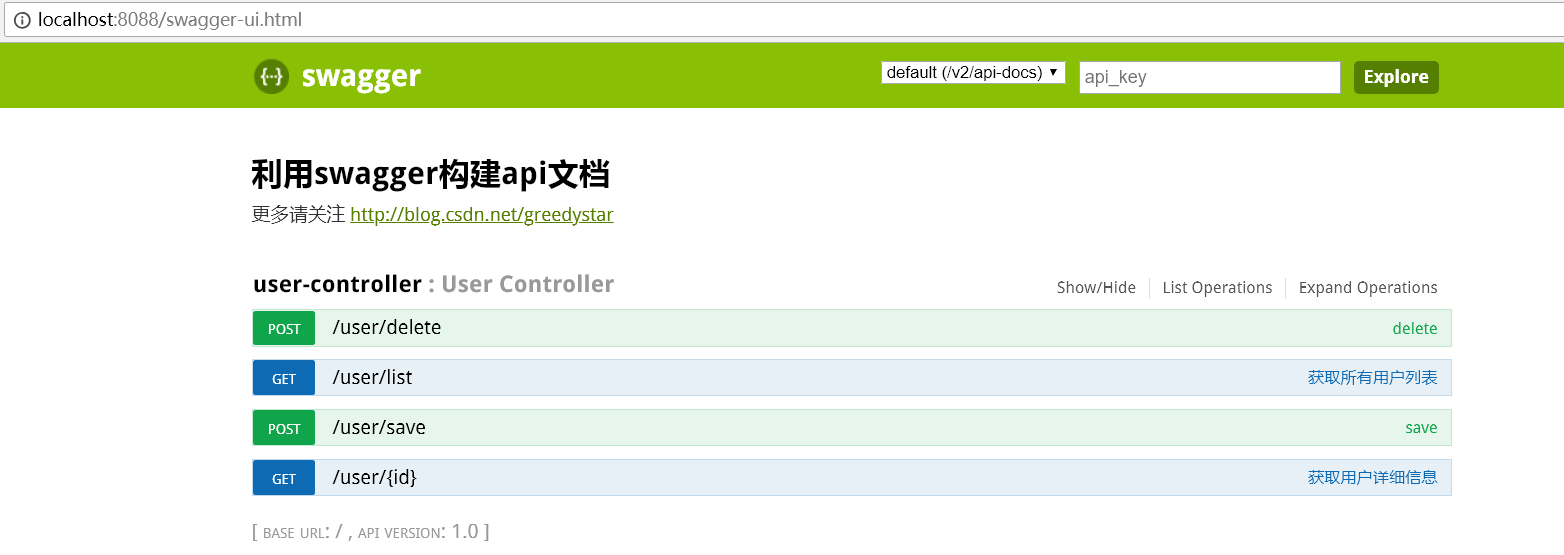 localhost:8088/swagger-ui.html
swagger default (/v2/api-docs) api_key Explore
利用swagger构建api文档
更多请关注 http://blog.csdn.net/greedystar
user-controller : User Controller Show/Hide List Operations Expand Operations
POST /user/delete delete
GET /user/list 获取所有用户列表
POST /user/save save
GET /user/{id} 获取用户详细信息
[ BASE URL: / , API VERSION: 1.0 ]